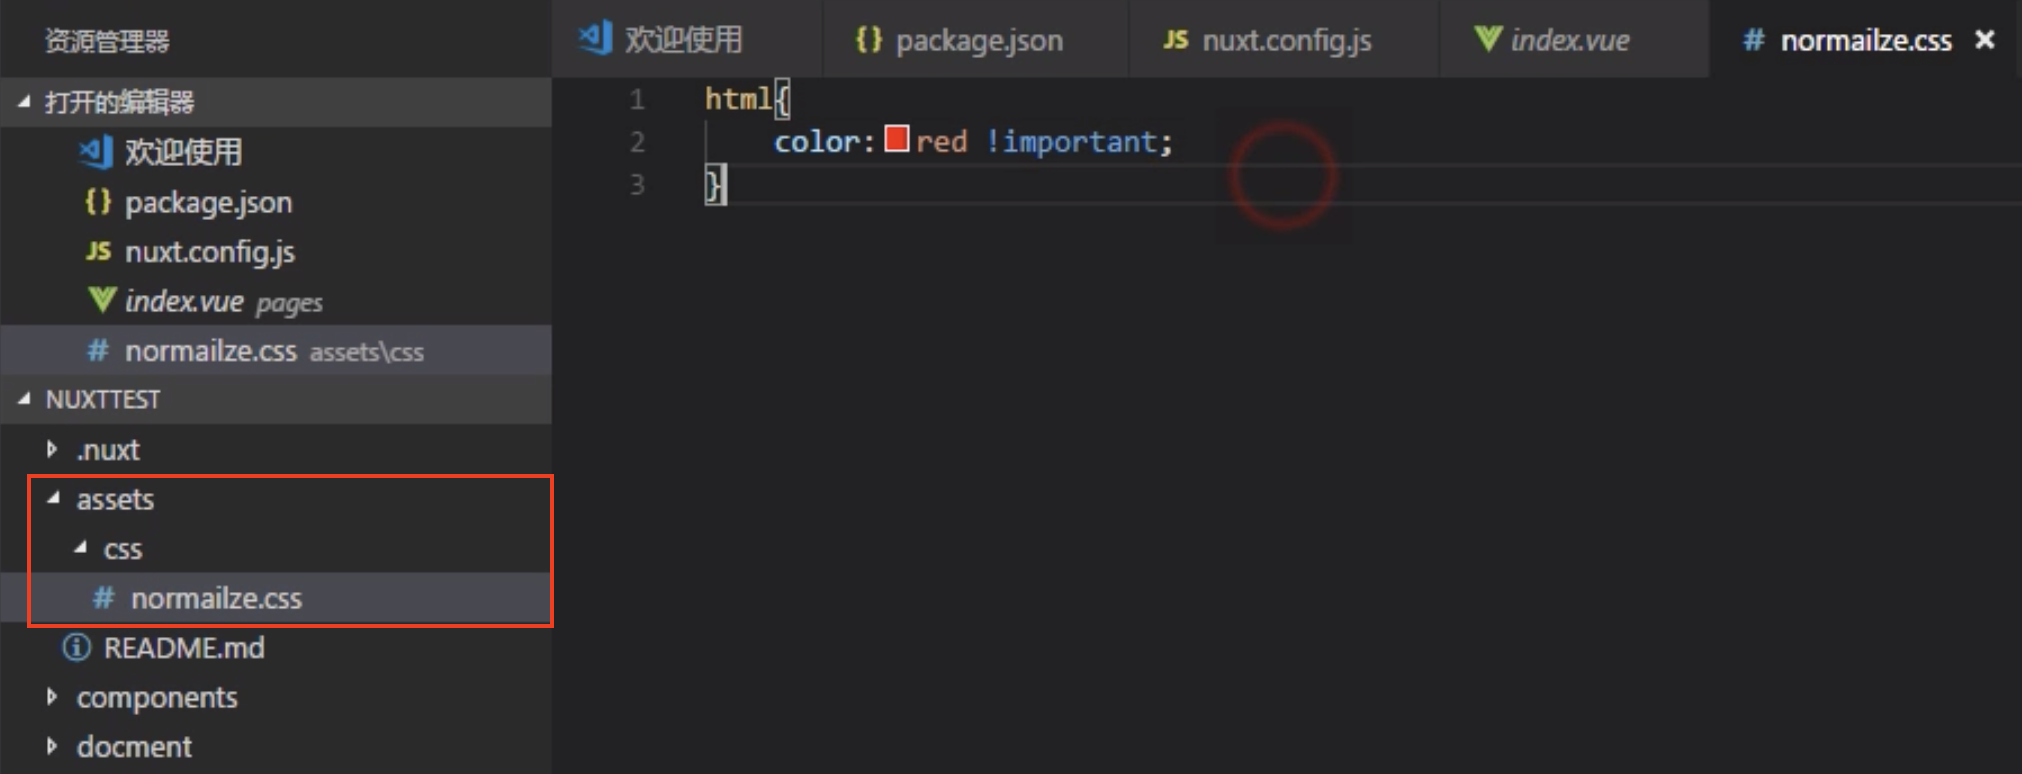 资源管理器
打开的编辑器
欢迎使用
{} package.json
JS nuxt.config.js
index.vue pages
# normailze.css assets\css
NUXTTEST
.nuxt
assets
css
# normailze.css
README.md
components
docment
欢迎使用 {} package.json JS nuxt.config.js index.vue # normailze.css ×
1 html{
2 color:red !important;
3 }